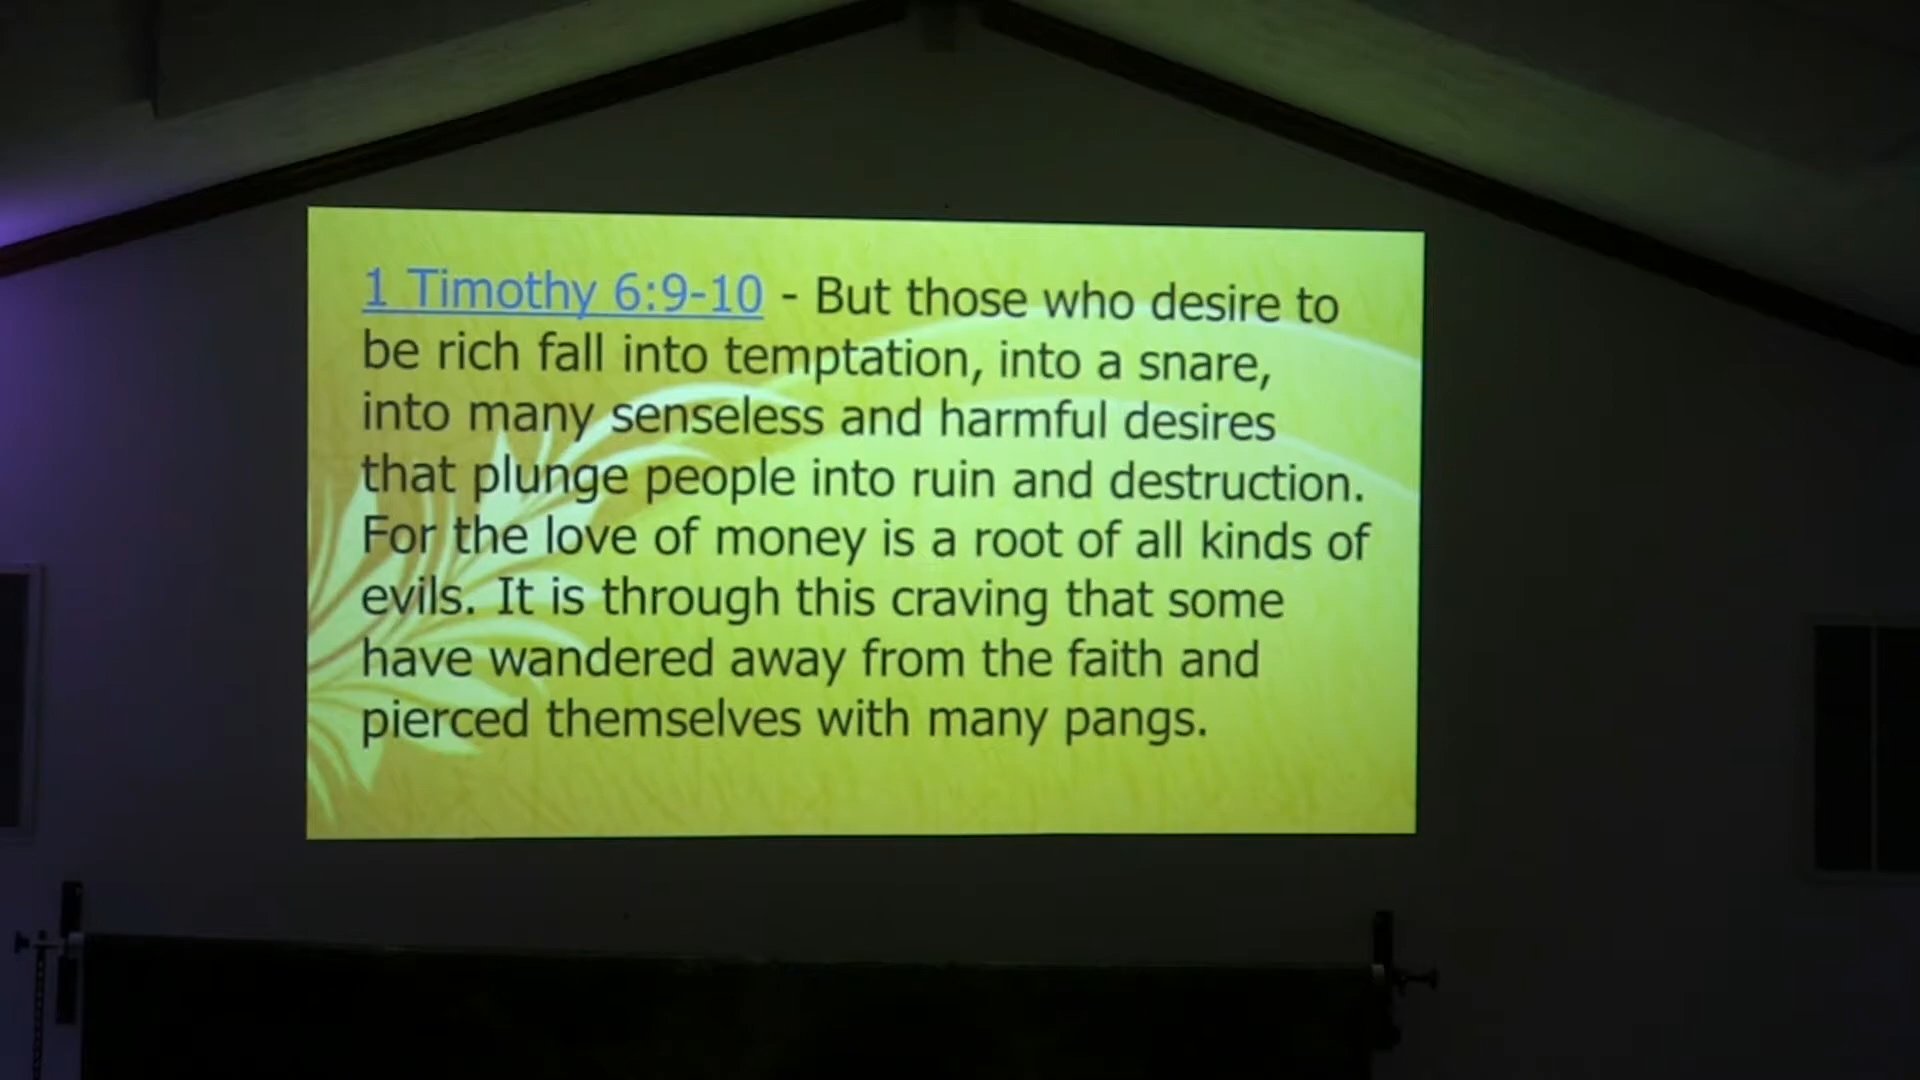 1 Timothy 6:9-10 - But those who desire to
be rich fall into temptation, into a snare,
into many senseless and harmful desires
that plunge people into ruin and destruction.
For the love of money is a root of all kinds of
evils. It is through this craving that some
have wandered away from the faith and
pierced themselves with many pangs.